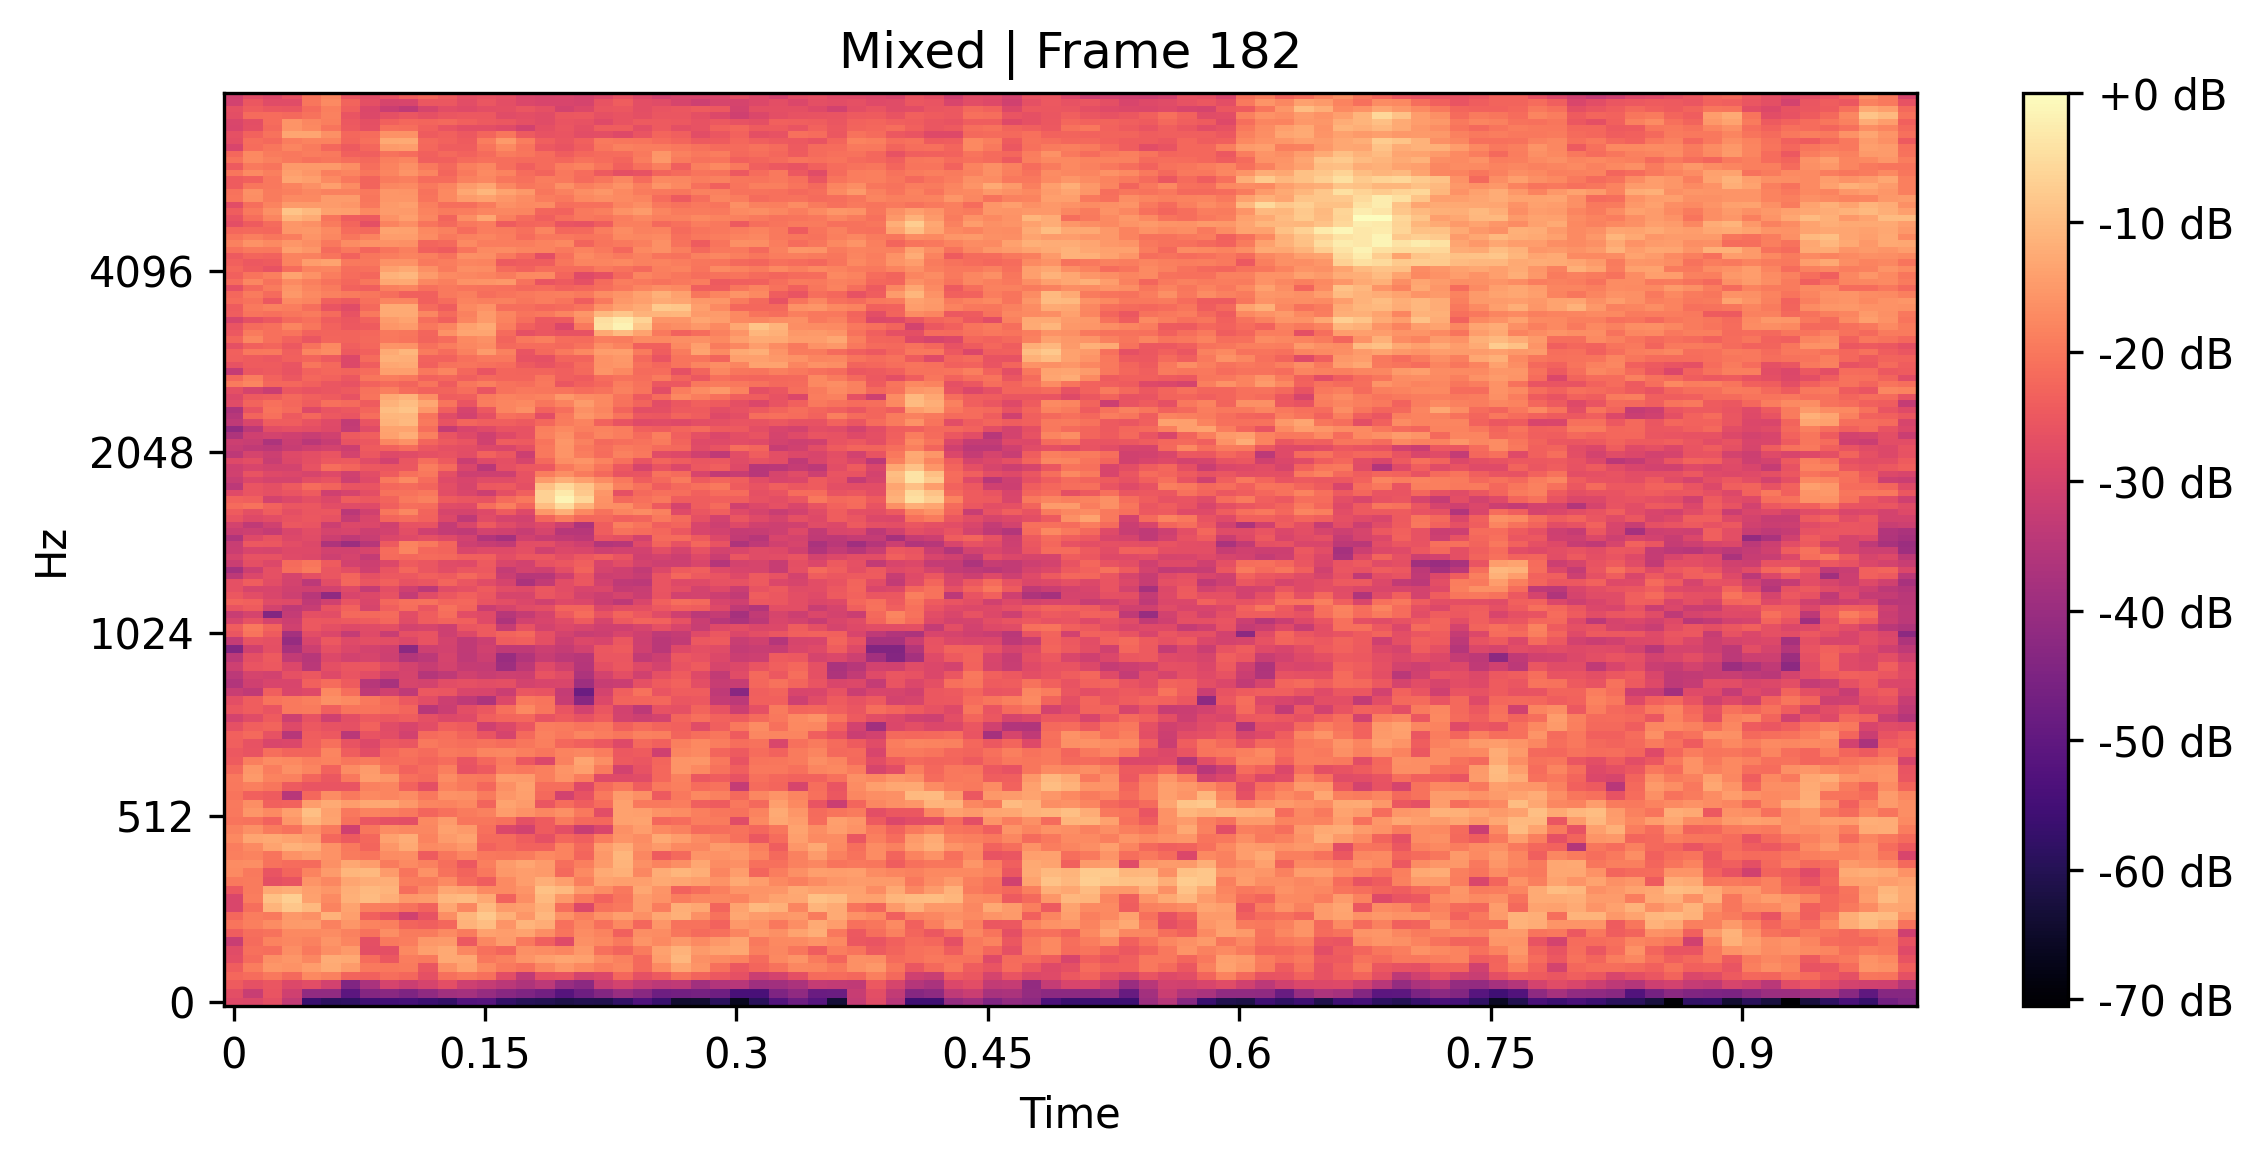 Mixed | Frame 182
Hz
4096
2048
1024
512
0
0 0.15 0.3 0.45 0.6 0.75 0.9
Time
+0 dB
-10 dB
-20 dB
-30 dB
-40 dB
-50 dB
-60 dB
-70 dB